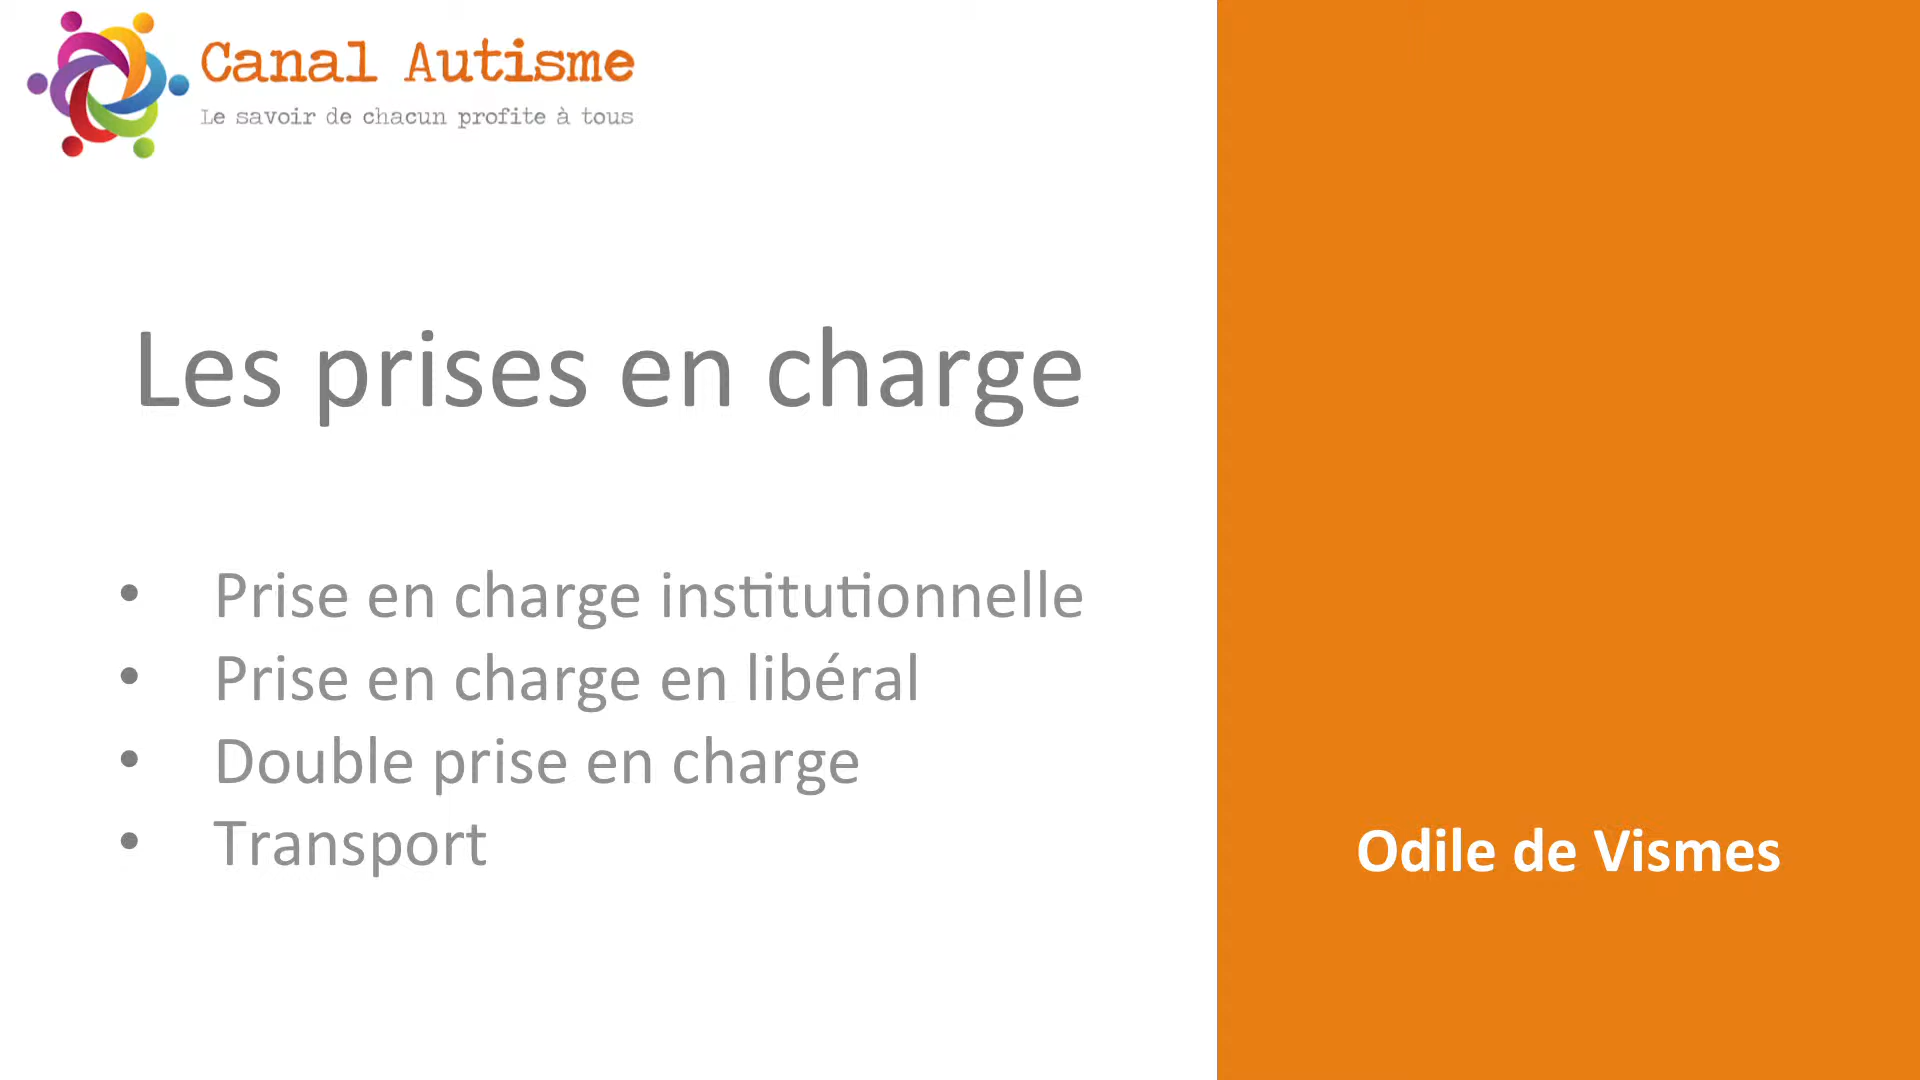 Canal Autisme
Le savoir de chacun profite à tous
Les prises en charge
• Prise en charge institutionnelle
• Prise en charge en libéral
• Double prise en charge
• Transport
Odile de Vismes